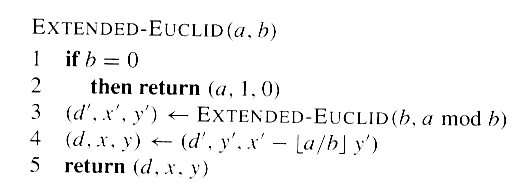 EXTENDED-EUCLID(a, b)
1 if b = 0
2 then return (a, 1, 0)
3 (d′, x′, y′) ← EXTENDED-EUCLID(b, a mod b)
4 (d, x, y) ← (d′, y′, x′ − ⌊a/b⌋ y′)
5 return (d, x, y)